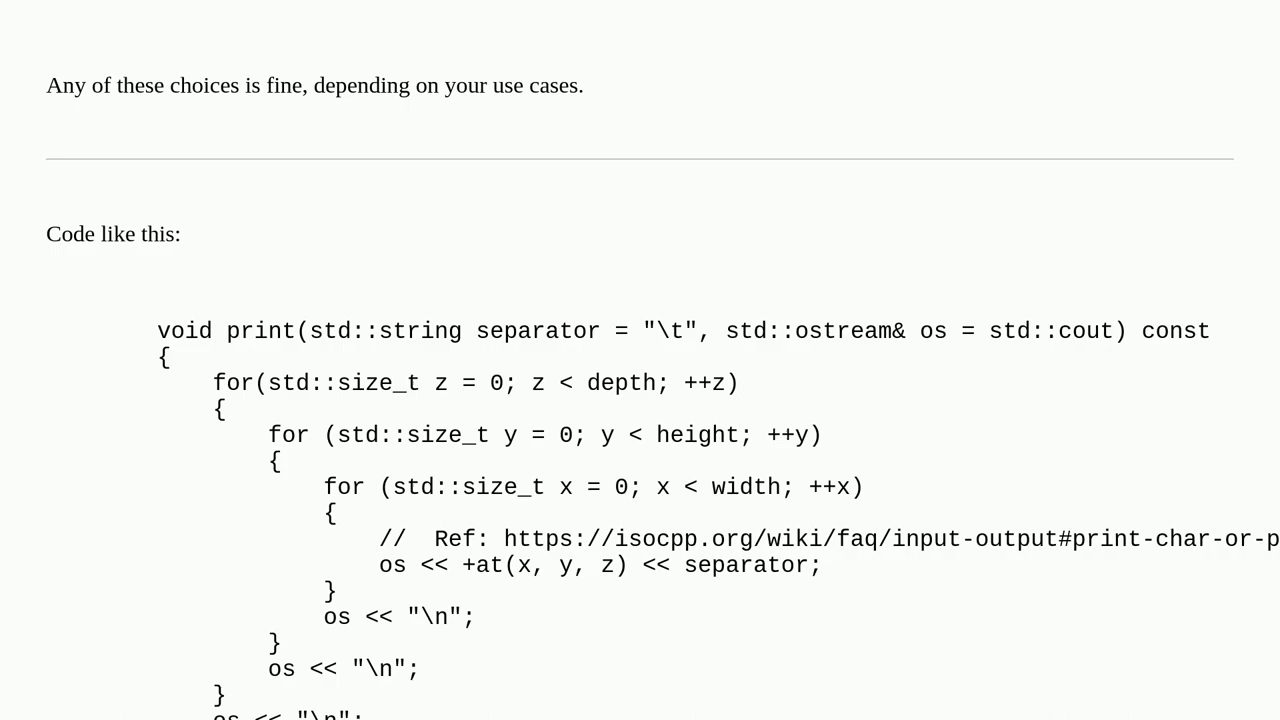 Any of these choices is fine, depending on your use cases.
Code like this:
void print(std::string separator = "\t", std::ostream& os = std::cout) const
{
for(std::size_t z = 0; z < depth; ++z)
{
for (std::size_t y = 0; y < height; ++y)
{
for (std::size_t x = 0; x < width; ++x)
{
//  Ref: https://isocpp.org/wiki/faq/input-output#print-char-or-p
os << +at(x, y, z) << separator;
}
os << "\n";
}
os << "\n";
}
os << "\n";